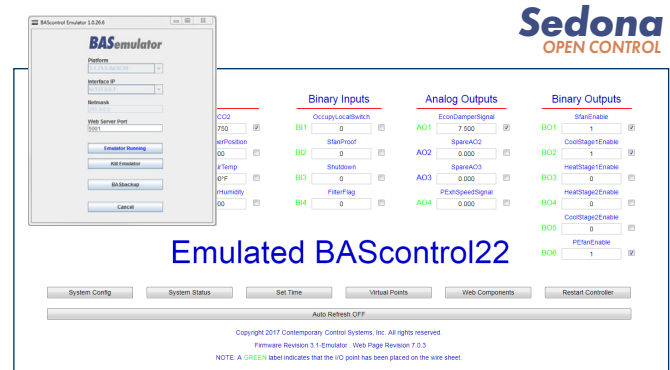 Sedona
OPEN CONTROL
BAScontrol Emulator 1.0.26.6
BASemulator
Platform
Interface IP
Netmask
Web Server Port
5001
Emulator Running
Kill Emulator
BASbackup
Cancel
Binary Inputs
Analog Outputs
Binary Outputs
CO2
OccupyLocalSwitch
EconDamperSignal
SfanEnable
750
BI1
0
AO1
7.500
BO1
1
erPosition
SfanProof
SpareAO2
CoolStage1Enable
00
BI2
0
AO2
0.000
BO2
1
irTemp
Shutdown
SpareAO3
HeatStage1Enable
0°F
BI3
0
AO3
0.000
BO3
0
rHumidity
FilterFlag
PExhSpeedSignal
HeatStage2Enable
00
BI4
0
AO4
0.000
BO4
0
CoolStage2Enable
BO5
0
PEfanEnable
BO6
1
Emulated BAScontrol22
System Config
System Status
Set Time
Virtual Points
Web Components
Restart Controller
Auto Refresh OFF
Copyright 2017 Contemporary Control Systems, Inc. All rights reserved.
Firmware Revision 3.1-Emulator : Web Page Revision 7.0.3
NOTE: A GREEN label indicates that the I/O point has been placed on the wire sheet.